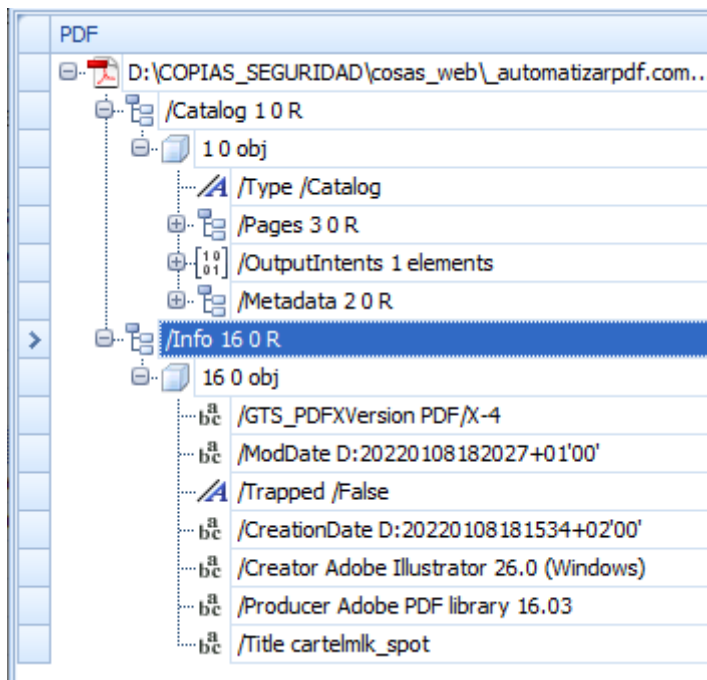 PDF
D:\COPIAS_SEGURIDAD\cosas_web\_automatizarpdf.com...
/Catalog 1 0 R
1 0 obj
/Type /Catalog
/Pages 3 0 R
/OutputIntents 1 elements
/Metadata 2 0 R
/Info 16 0 R
16 0 obj
/GTS_PDFXVersion PDF/X-4
/ModDate D:20220108182027+01'00'
/Trapped /False
/CreationDate D:20220108181534+02'00'
/Creator Adobe Illustrator 26.0 (Windows)
/Producer Adobe PDF library 16.03
/Title cartelmlk_spot